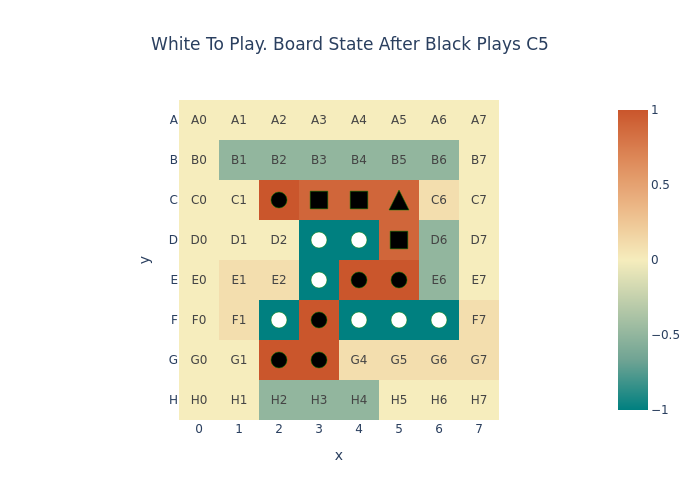 White To Play. Board State After Black Plays C5
A A0 A1 A2 A3 A4 A5 A6 A7
B B0 B1 B2 B3 B4 B5 B6 B7
C C0 C1 C6 C7
D D0 D1 D2 D6 D7
E E0 E1 E2 E6 E7
F F0 F1 F7
G G0 G1 G4 G5 G6 G7
H H0 H1 H2 H3 H4 H5 H6 H7
0 1 2 3 4 5 6 7
x
y
1
0.5
0
−0.5
−1